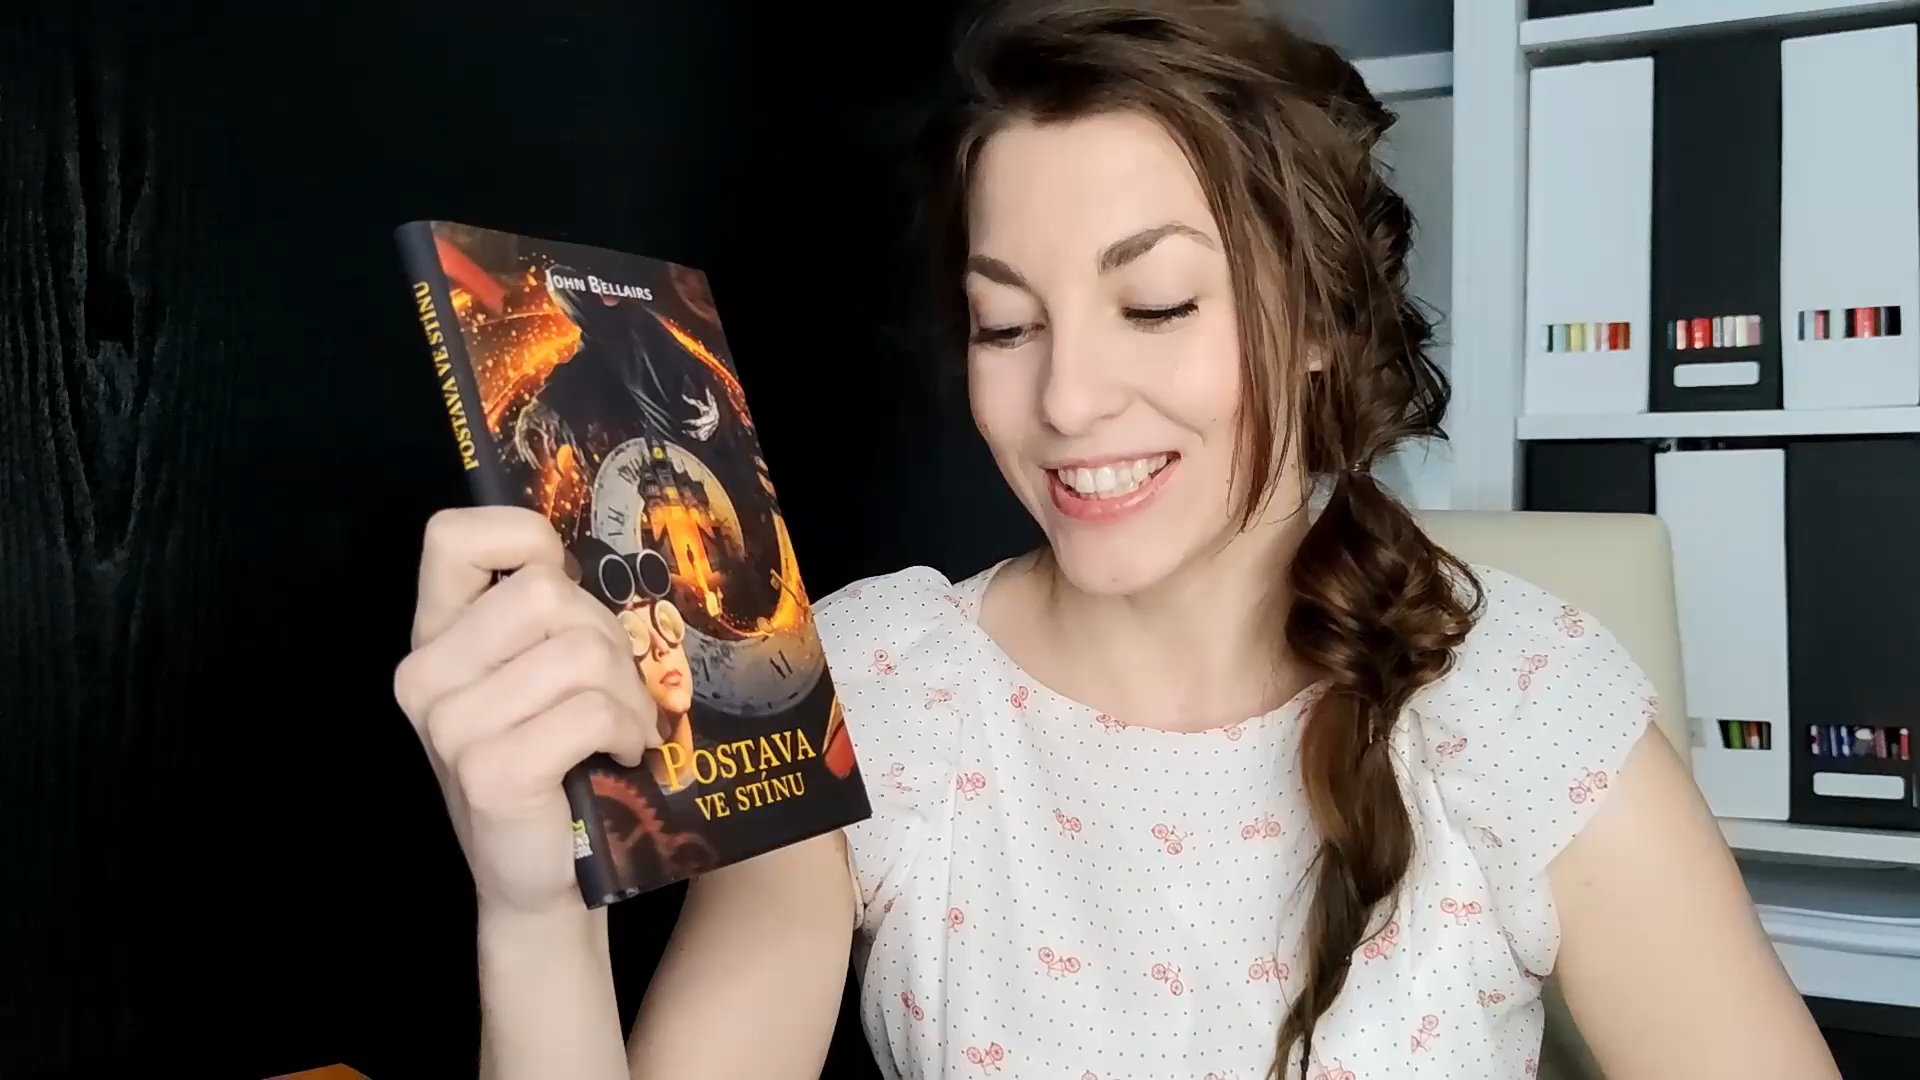 John Bellairs
Postava
ve stínu
Postava ve stínu